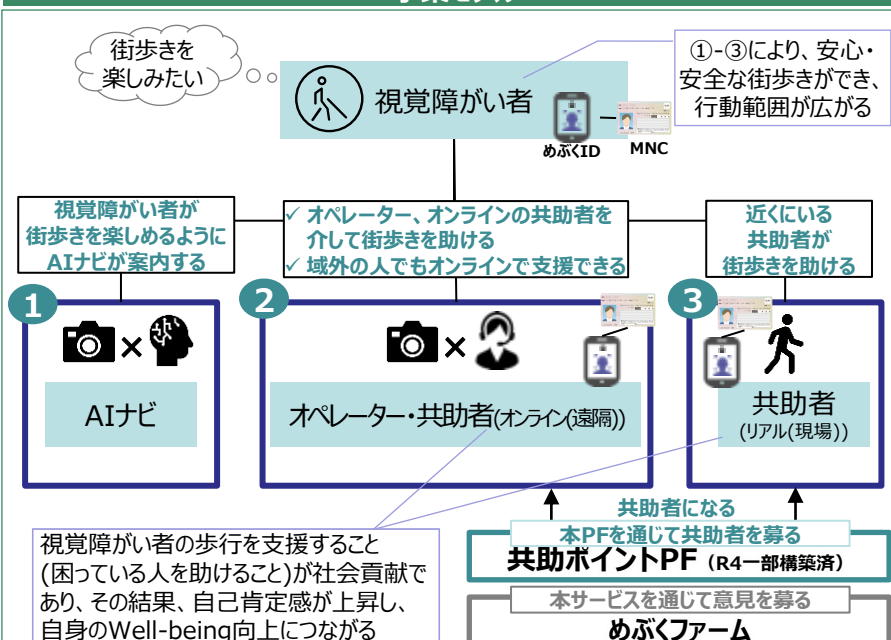 街歩きを
楽しみたい
視覚障がい者
めぶくID
MNC
①-③により、安心・
安全な街歩きができ、
行動範囲が広がる
視覚障がい者が
街歩きを楽しめるように
AIナビが案内する
✓ オペレーター、オンラインの共助者を
介して街歩きを助ける
✓ 域外の人でもオンラインで支援できる
近くにいる
共助者が
街歩きを助ける
1
×
AIナビ
2
×
オペレーター・共助者(オンライン(遠隔))
3
共助者
(リアル(現場))
共助者になる
本PFを通じて共助者を募る
共助ポイントPF (R4一部構築済)
本サービスを通じて意見を募る
めぶくファーム
視覚障がい者の歩行を支援すること
(困っている人を助けること)が社会貢献で
あり、その結果、自己肯定感が上昇し、
自身のWell-being向上につながる